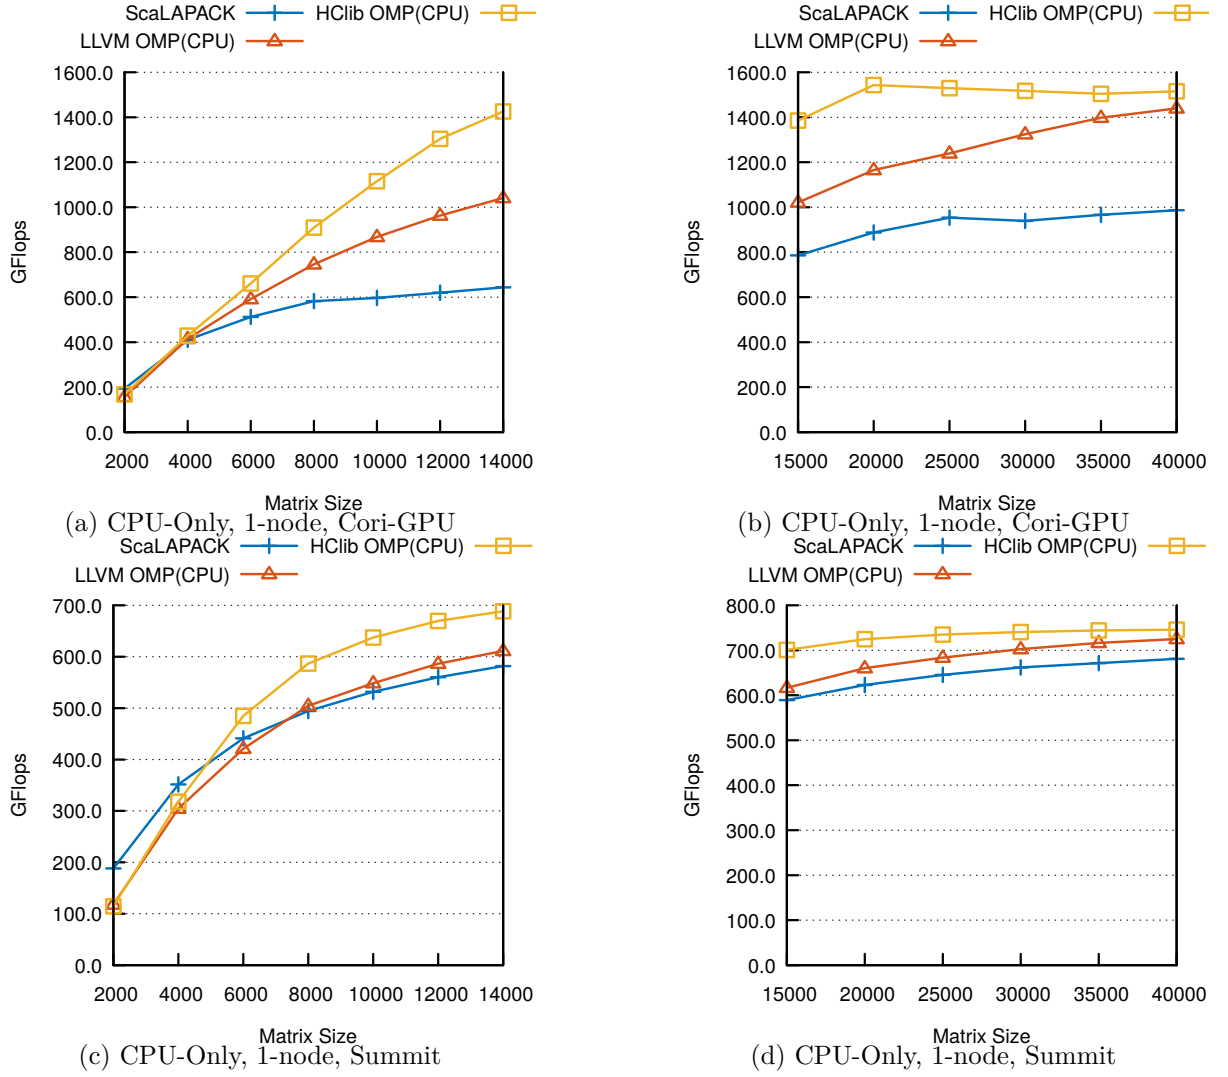 ScaLAPACK HClib OMP(CPU)
LLVM OMP(CPU)
1600.0
1400.0
1200.0
1000.0
800.0
600.0
400.0
200.0
0.0
GFlops
2000 4000 6000 8000 10000 12000 14000
Matrix Size
(a) CPU-Only, 1-node, Cori-GPU
ScaLAPACK HClib OMP(CPU)
LLVM OMP(CPU)
1600.0
1400.0
1200.0
1000.0
800.0
600.0
400.0
200.0
0.0
GFlops
15000 20000 25000 30000 35000 40000
Matrix Size
(b) CPU-Only, 1-node, Cori-GPU
ScaLAPACK HClib OMP(CPU)
LLVM OMP(CPU)
700.0
600.0
500.0
400.0
300.0
200.0
100.0
0.0
GFlops
2000 4000 6000 8000 10000 12000 14000
Matrix Size
(c) CPU-Only, 1-node, Summit
ScaLAPACK HClib OMP(CPU)
LLVM OMP(CPU)
800.0
700.0
600.0
500.0
400.0
300.0
200.0
100.0
0.0
GFlops
15000 20000 25000 30000 35000 40000
Matrix Size
(d) CPU-Only, 1-node, Summit